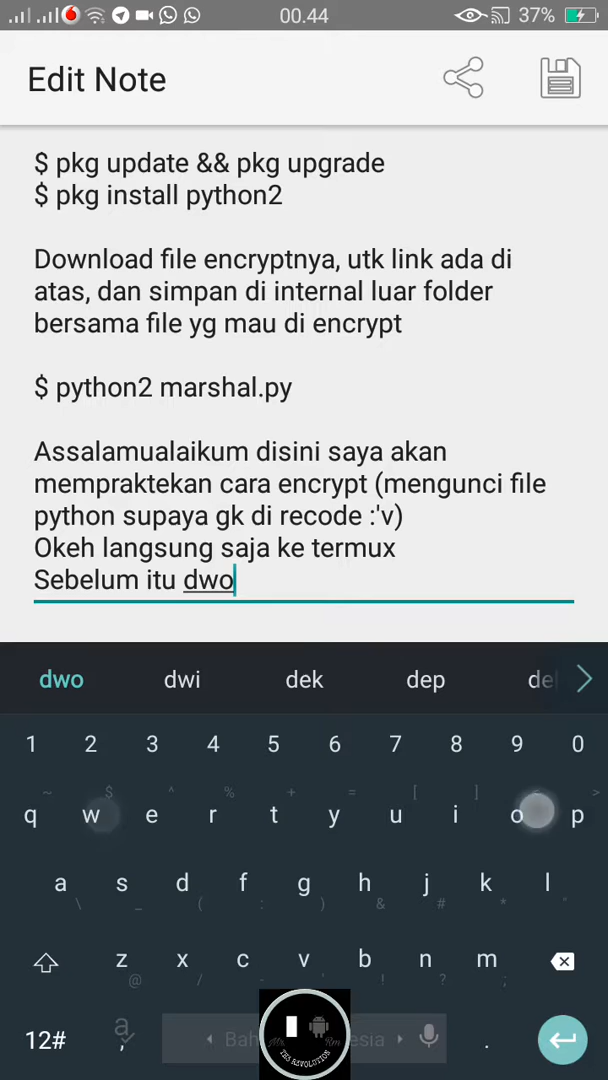 00.44
37%
Edit Note
$ pkg update && pkg upgrade
$ pkg install python2
Download file encryptnya, utk link ada di
atas, dan simpan di internal luar folder
bersama file yg mau di encrypt
$ python2 marshal.py
Assalamualaikum disini saya akan
mempraktekan cara encrypt (mengunci file
python supaya gk di recode :'v)
Okeh langsung saja ke termux
Sebelum itu dwo
dwo dwi dek dep
1 2 3 4 5 6 7 8 9 0
~ $ ^ % + = [ ] < >
q w e r t y u i o p
a s d f g h j k l
\ _ ( : ) & # * "
z x c v b n m
@ / - ' ! ? ;
12# a , .
TH3 R3VOLUTION